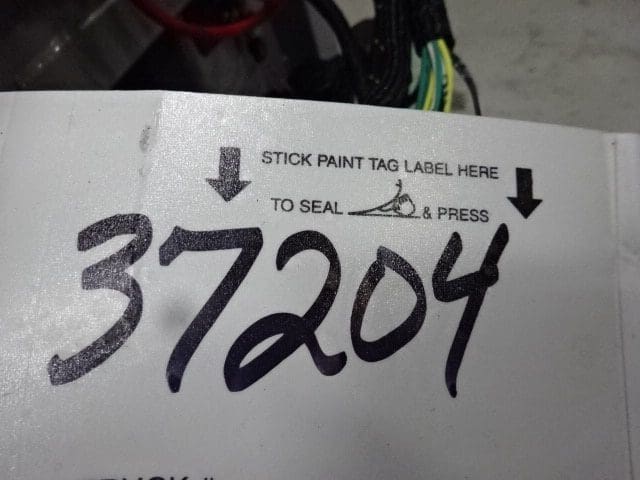 STICK PAINT TAG LABEL HERE
TO SEAL & PRESS
37204